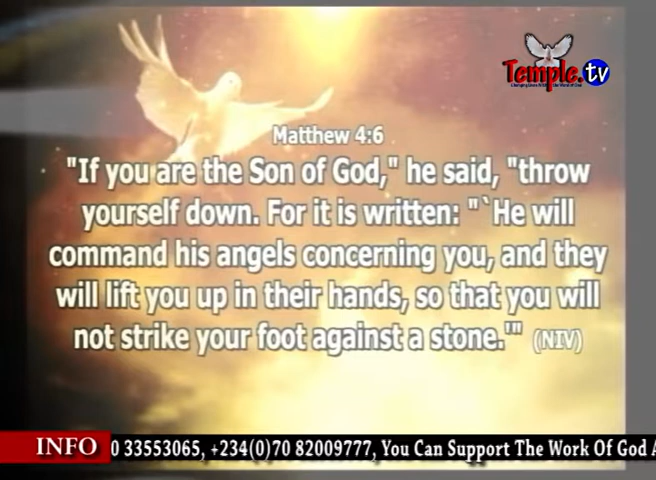 Temple.tv
Matthew 4:6
"If you are the Son of God," he said, "throw
yourself down. For it is written: "`He will
command his angels concerning you, and they
will lift you up in their hands, so that you will
not strike your foot against a stone.'" (NIV)
INFO 0 33553065, +234(0)70 82009777, You Can Support The Work Of God A